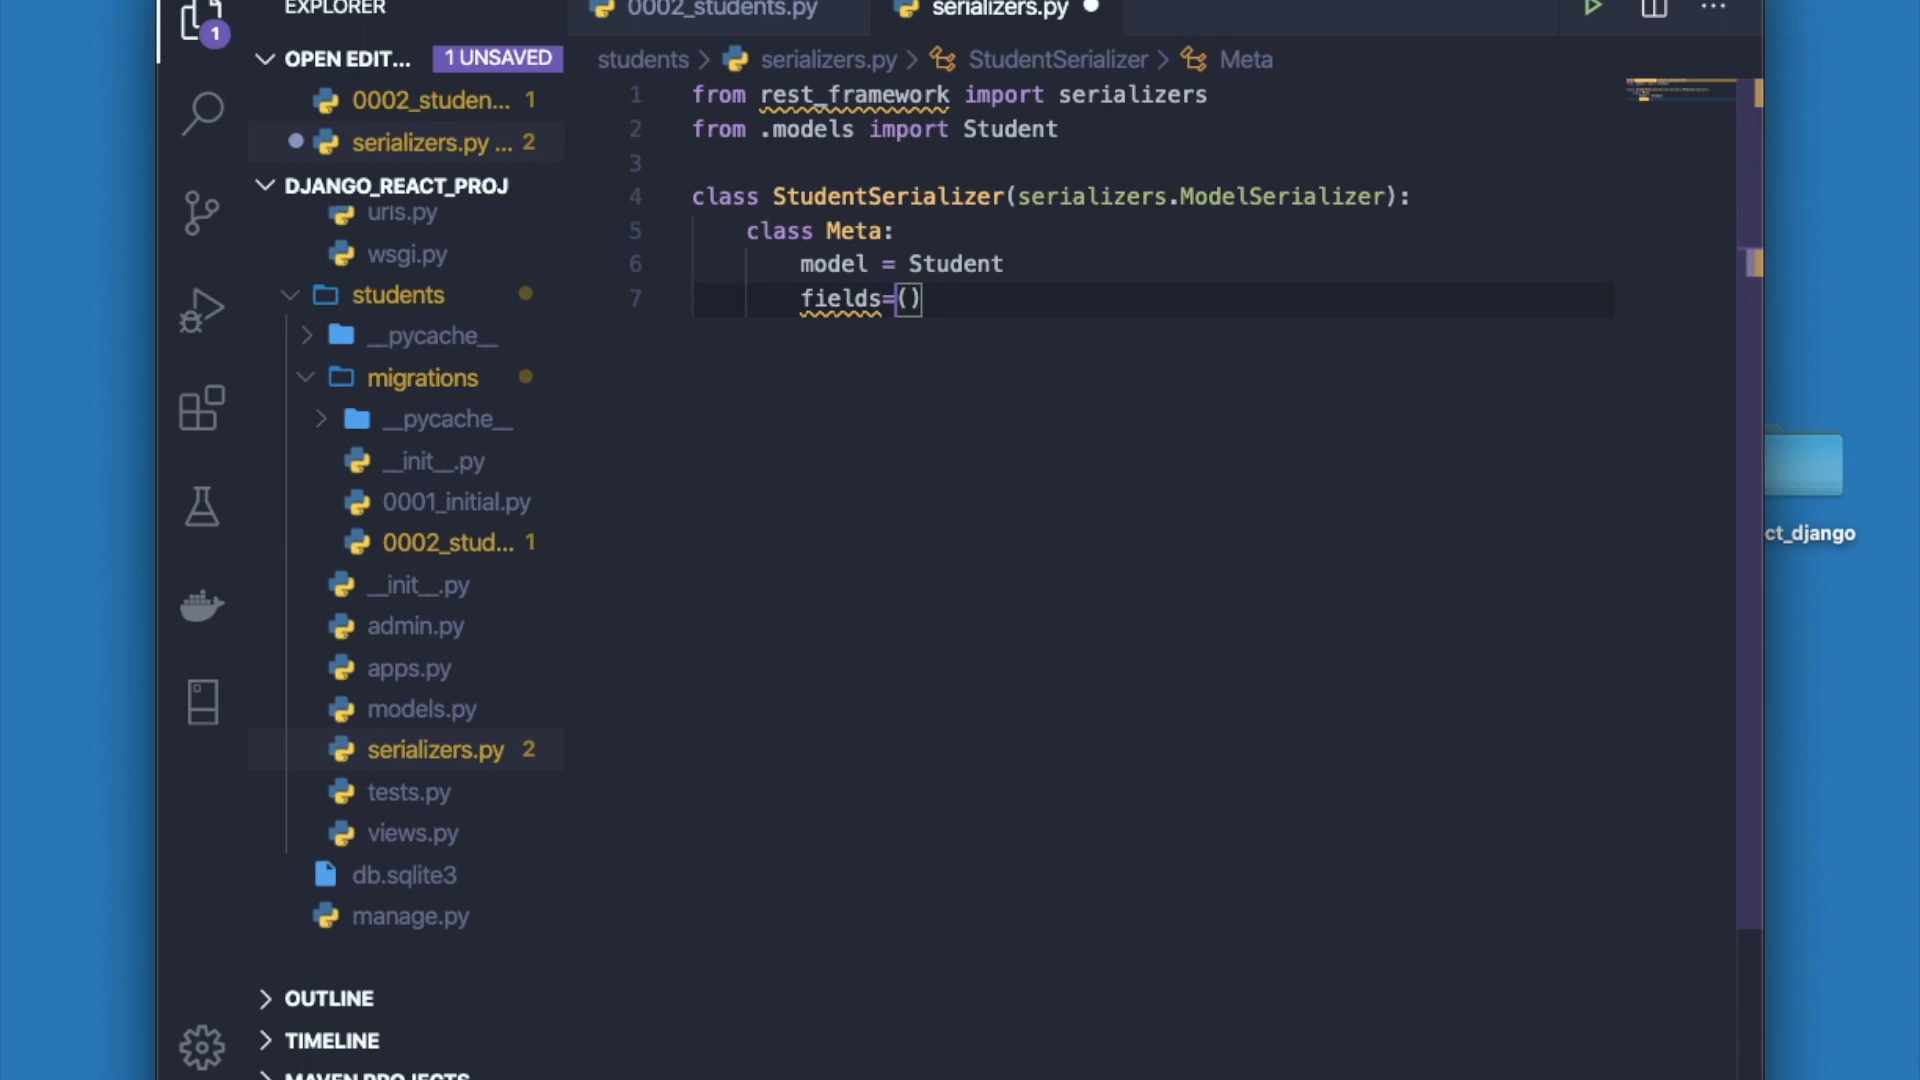 EXPLORER
1
OPEN EDIT...
1 UNSAVED
0002_studen... 1
serializers.py ... 2
DJANGO_REACT_PROJ
urls.py
wsgi.py
students
__pycache__
migrations
__pycache__
__init__.py
0001_initial.py
0002_stud... 1
__init__.py
admin.py
apps.py
models.py
serializers.py 2
tests.py
views.py
db.sqlite3
manage.py
OUTLINE
TIMELINE
MAVEN PROJECTS
0002_students.py
serializers.py
students > serializers.py > StudentSerializer > Meta
1 from rest_framework import serializers
2 from .models import Student
3
4 class StudentSerializer(serializers.ModelSerializer):
5 class Meta:
6 model = Student
7 fields=()
ct_django